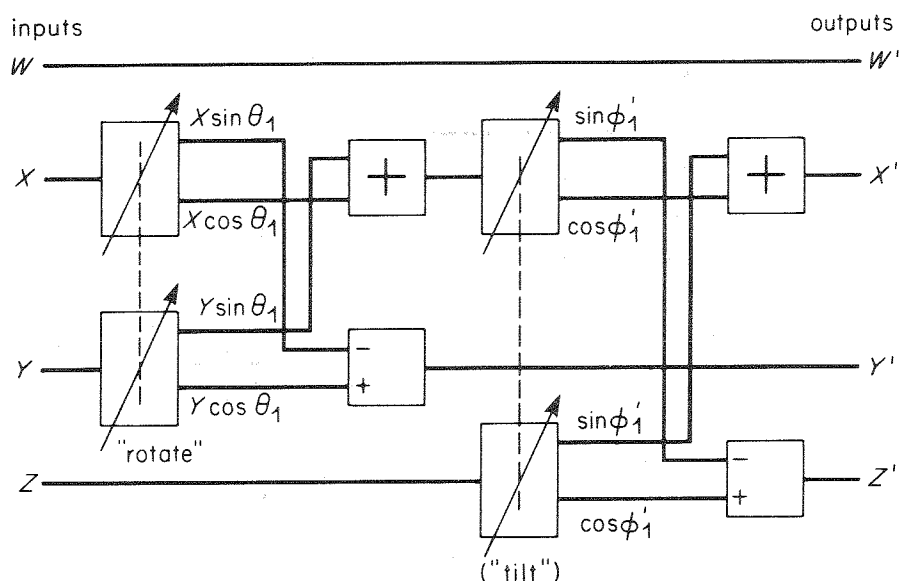 inputs
outputs
W
W'
X sin θ1
sin ϕ'1
X
+
+
X'
X cos θ1
cos ϕ'1
Y sin θ1
Y
−
+
Y'
Y cos θ1
sin ϕ'1
"rotate"
Z
−
+
Z'
cos ϕ'1
("tilt")